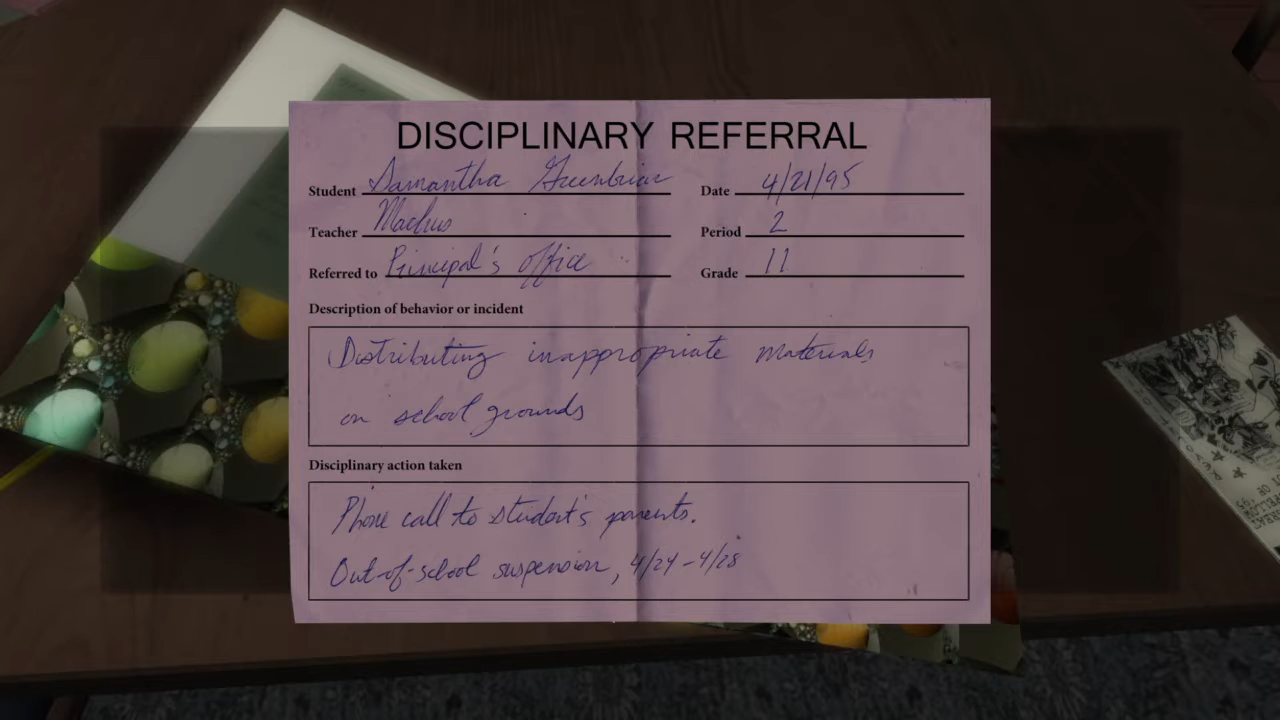 DISCIPLINARY REFERRAL
Student Samantha Greenbriar Date 4/21/95
Teacher Period 2
Referred to Principal's office Grade 11
Description of behavior or incident
Distributing inappropriate materials
on school grounds
Disciplinary action taken
Phone call to student's parents.
Out-of-school suspension, 4/24-4/28